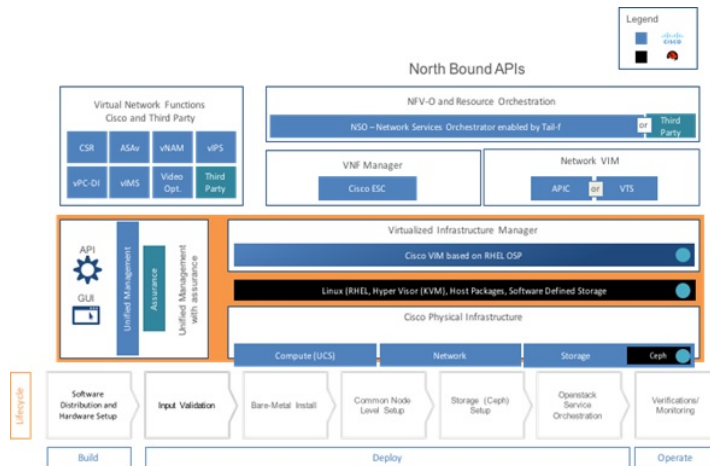 Legend
CISCO
North Bound APIs
Virtual Network Functions
Cisco and Third Party
CSR
ASAv
vNAM
vIPS
vPC-DI
vIMS
Video
Opt.
Third
Party
NFV-O and Resource Orchestration
NSO – Network Services Orchestrator enabled by Tail-f
or
Third
Party
VNF Manager
Cisco ESC
Network VIM
APIC
or
VTS
API
GUI
Unified Management
Assurance
Unified Management
with assurance
Virtualized Infrastructure Manager
Cisco VIM based on RHEL OSP
Linux (RHEL, Hyper Visor (KVM), Host Packages, Software Defined Storage
Cisco Physical Infrastructure
Compute (UCS)
Network
Storage
Ceph
Lifecycle
Software
Distribution and
Hardware Setup
Input Validation
Bare-Metal Install
Common Node
Level Setup
Storage (Ceph)
Setup
Openstack
Service
Orchestration
Verifications/
Monitoring
Build
Deploy
Operate